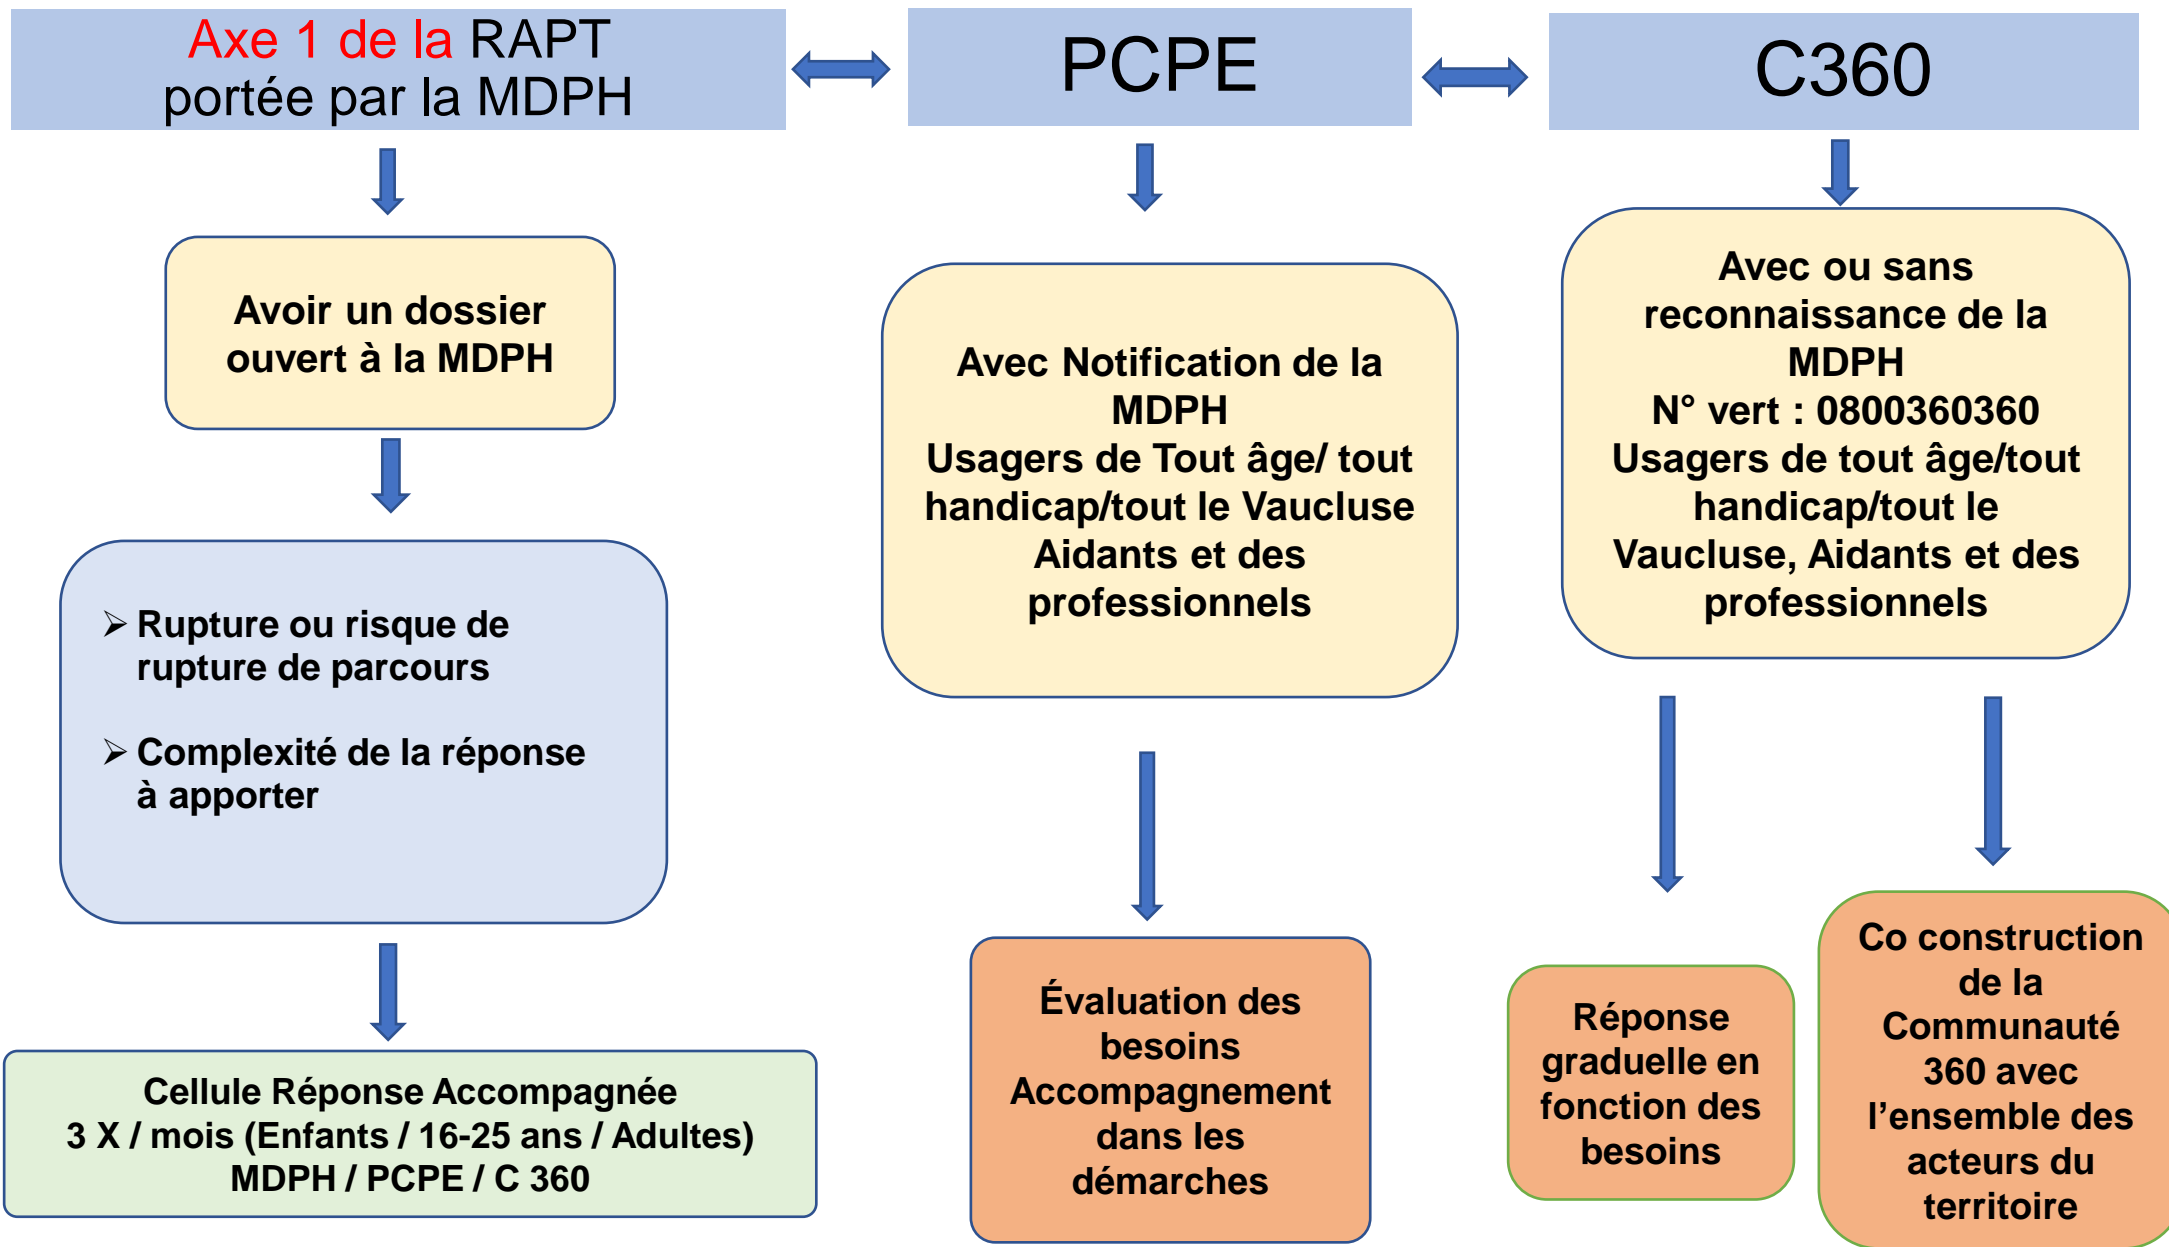 Axe 1 de la RAPT
portée par la MDPH
PCPE
C360
Avoir un dossier
ouvert à la MDPH
➢ Rupture ou risque de
rupture de parcours
➢ Complexité de la réponse
à apporter
Cellule Réponse Accompagnée
3 X / mois (Enfants / 16-25 ans / Adultes)
MDPH / PCPE / C 360
Avec Notification de la
MDPH
Usagers de Tout âge/ tout
handicap/tout le Vaucluse
Aidants et des
professionnels
Évaluation des
besoins
Accompagnement
dans les
démarches
Avec ou sans
reconnaissance de la
MDPH
N° vert : 0800360360
Usagers de tout âge/tout
handicap/tout le
Vaucluse, Aidants et des
professionnels
Réponse
graduelle en
fonction des
besoins
Co construction
de la
Communauté
360 avec
l’ensemble des
acteurs du
territoire